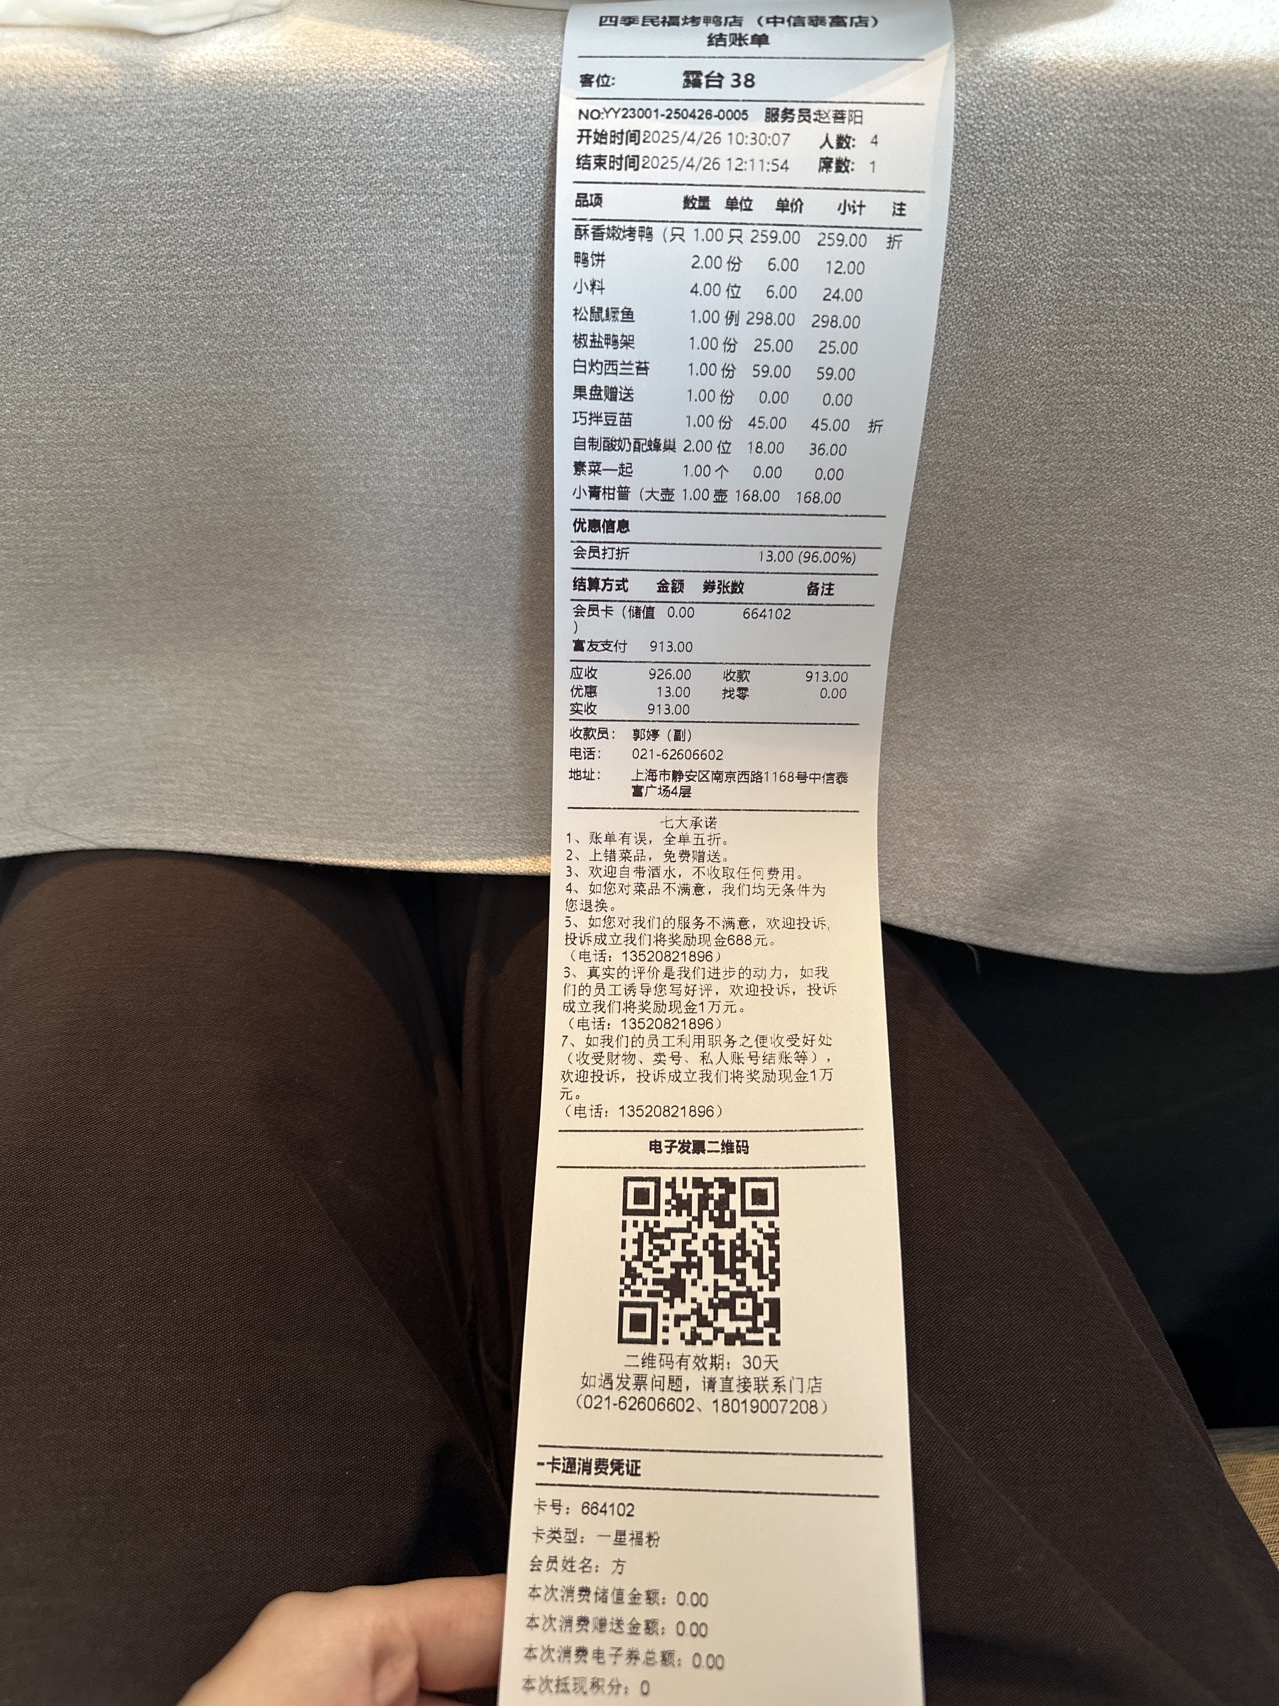 四季民福烤鸭店（中信泰富店）
结账单
客位: 露台 38
NO:YY23001-250426-0005 服务员:赵善阳
开始时间2025/4/26 10:30:07 人数: 4
结束时间2025/4/26 12:11:54 席数: 1
品项 数量 单位 单价 小计 注
酥香嫩烤鸭（只 1.00 只 259.00 259.00 折
鸭饼 2.00 份 6.00 12.00
小料 4.00 位 6.00 24.00
松鼠鳜鱼 1.00 例 298.00 298.00
椒盐鸭架 1.00 份 25.00 25.00
白灼西兰苔 1.00 份 59.00 59.00
果盘赠送 1.00 份 0.00 0.00
巧拌豆苗 1.00 份 45.00 45.00 折
自制酸奶配蜂巢 2.00 位 18.00 36.00
素菜一起 1.00 个 0.00 0.00
小青柑普（大壶 1.00 壶 168.00 168.00
优惠信息
会员打折 13.00 (96.00%)
结算方式 金额 券张数 备注
会员卡（储值 0.00 664102
）
富友支付 913.00
应收 926.00 收款 913.00
优惠 13.00 找零 0.00
实收 913.00
收款员: 郭婷（副）
电话: 021-62606602
地址: 上海市静安区南京西路1168号中信泰
富广场4层
七大承诺
1、账单有误，全单五折。
2、上错菜品，免费赠送。
3、欢迎自带酒水，不收取任何费用。
4、如您对菜品不满意，我们均无条件为
您退换。
5、如您对我们的服务不满意，欢迎投诉,
投诉成立我们将奖励现金688元。
（电话：13520821896）
6、真实的评价是我们进步的动力，如我
们的员工诱导您写好评，欢迎投诉，投诉
成立我们将奖励现金1万元。
（电话：13520821896）
7、如我们的员工利用职务之便收受好处
（收受财物、卖号、私人账号结账等），
欢迎投诉，投诉成立我们将奖励现金1万
元。
（电话：13520821896）
电子发票二维码
二维码有效期：30天
如遇发票问题，请直接联系门店
（021-62606602、18019007208）
一卡通消费凭证
卡号：664102
卡类型：一星福粉
会员姓名：方
本次消费储值金额：0.00
本次消费赠送金额：0.00
本次消费电子券总额：0.00
本次抵现积分：0